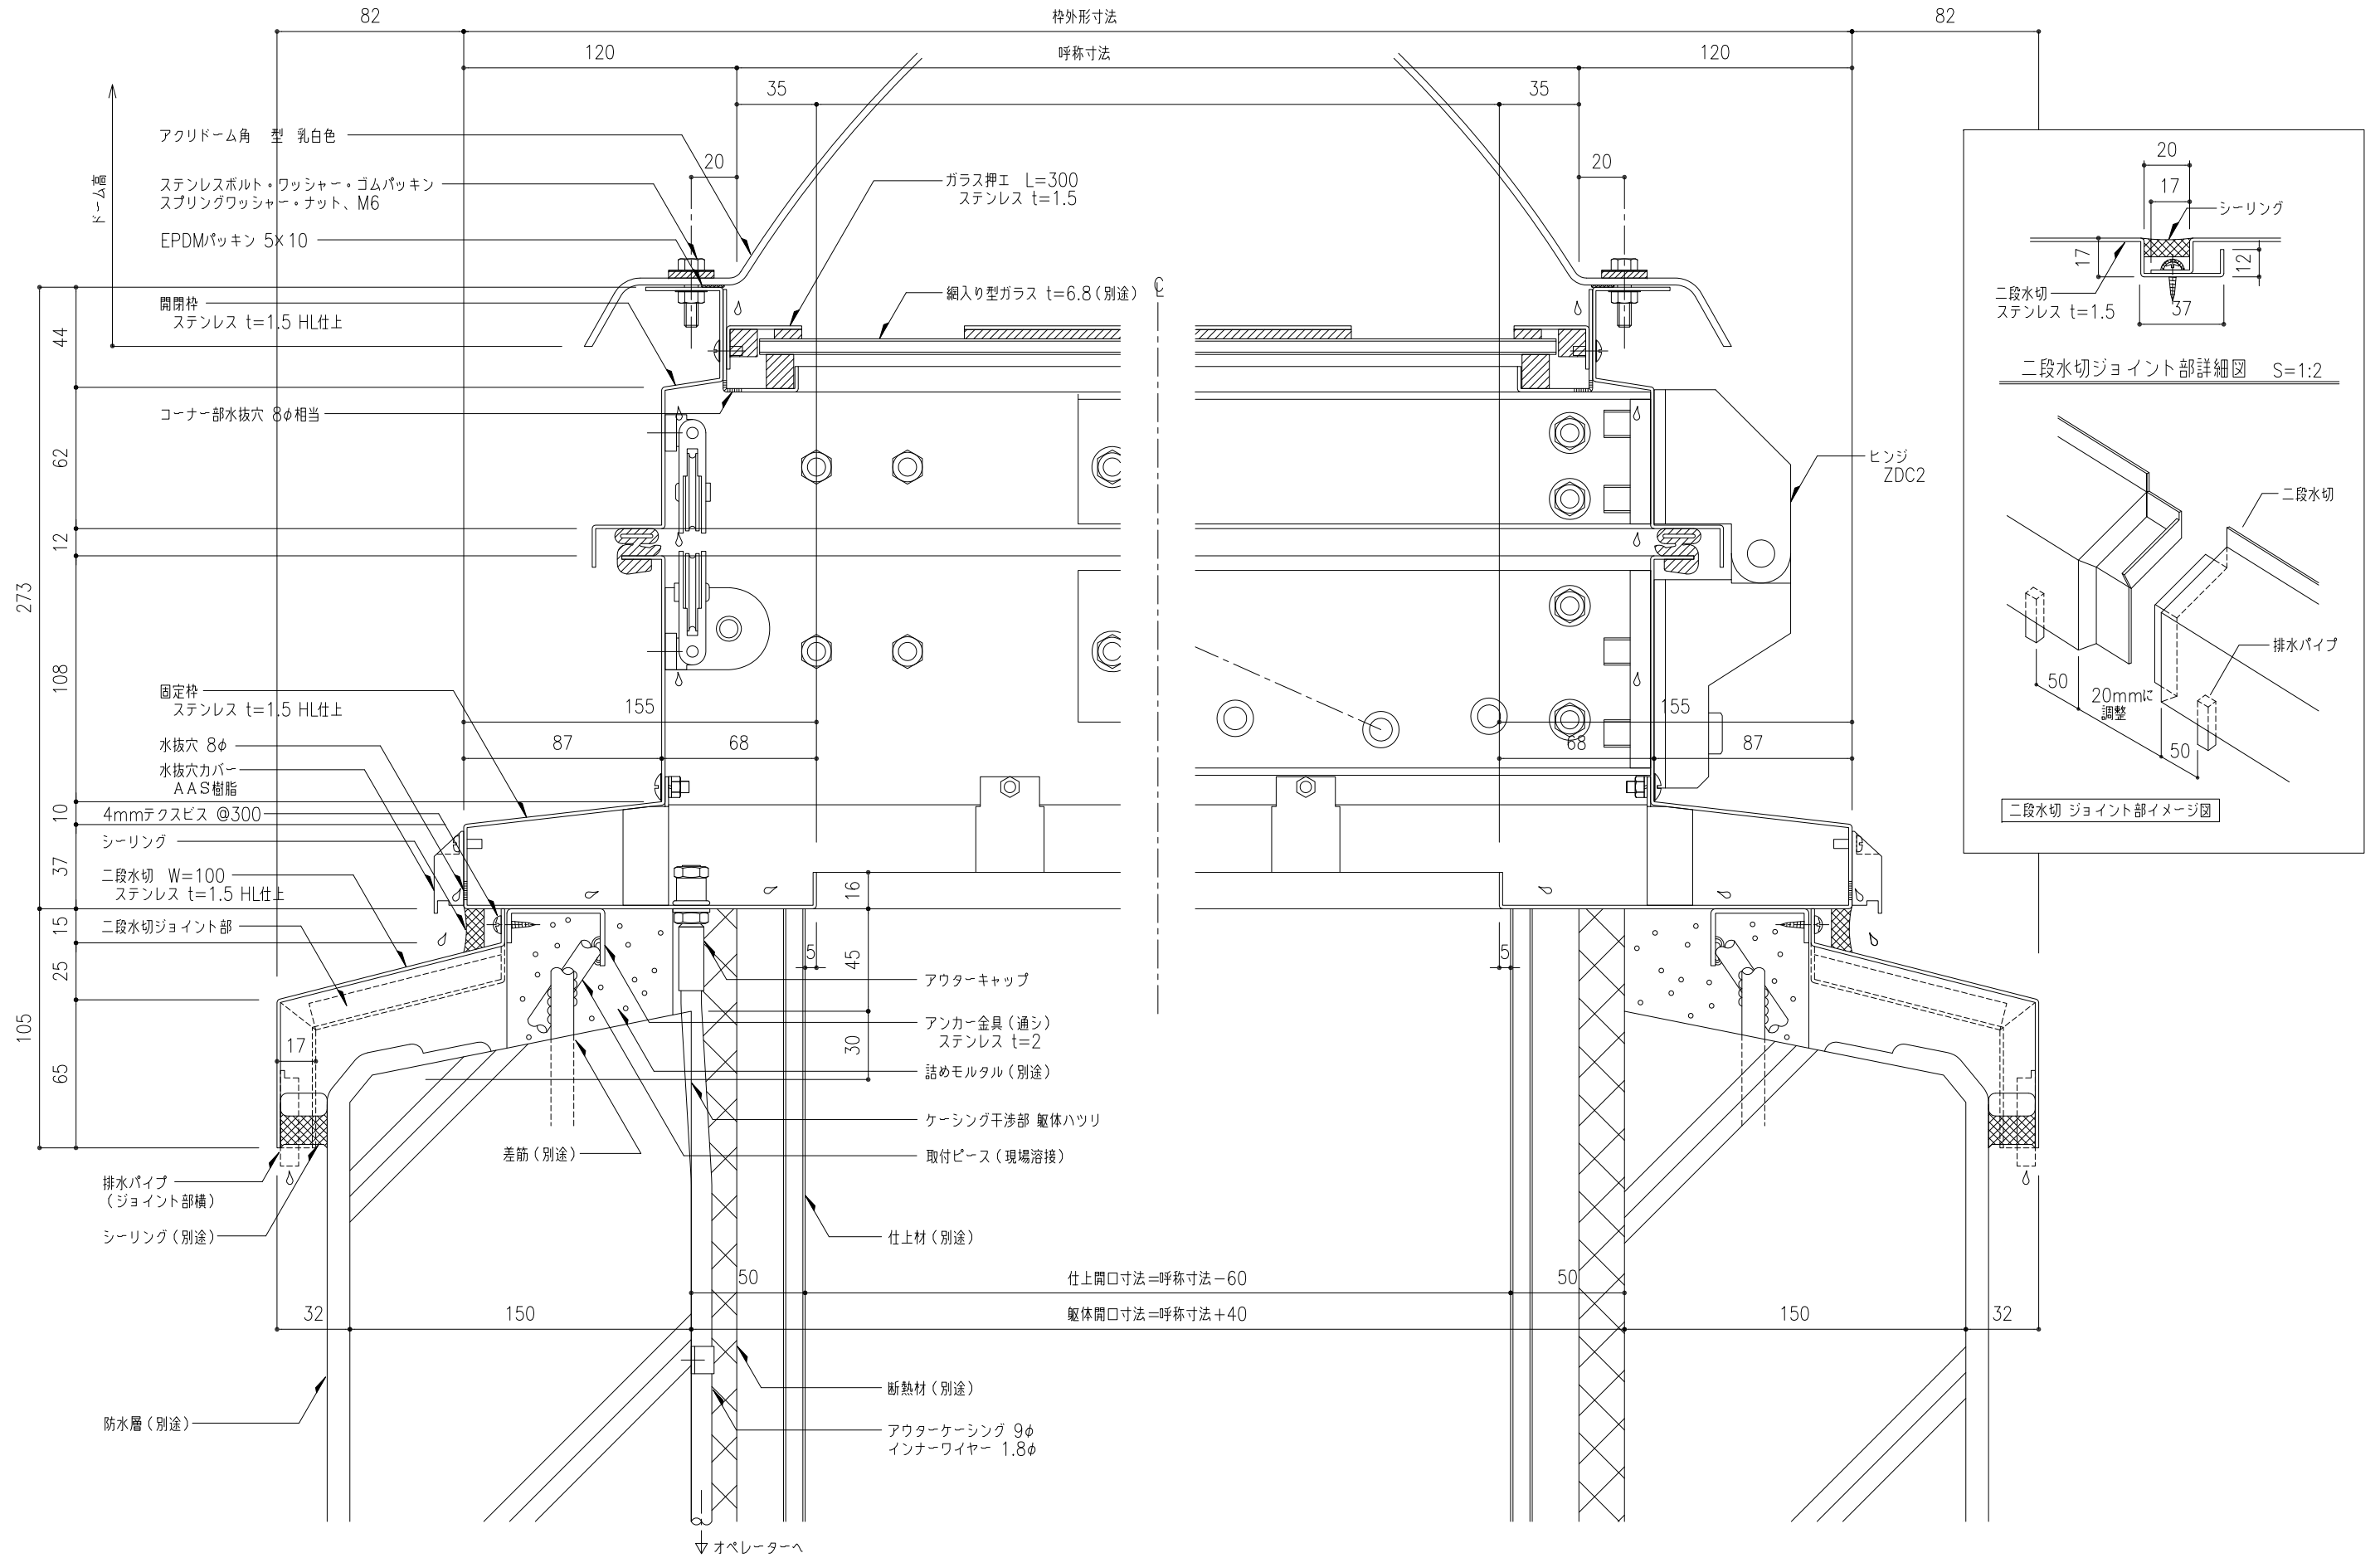 82
枠外形寸法
82
120
呼称寸法
120
35
35
アクリドーム角　型　乳白色
20
20
ドーム高
ステンレスボルト・ワッシャー・ゴムパッキン
スプリングワッシャー・ナット、M6
ガラス押エ　L=300
ステンレス t=1.5
EPDMパッキン 5×10
開閉枠
ステンレス t=1.5 HL仕上
網入り型ガラス t=6.8（別途）
℄
44
コーナー部水抜穴 8φ相当
62
ヒンジ
ZDC2
12
273
108
固定枠
ステンレス t=1.5 HL仕上
155
155
水抜穴 8φ
87
68
68
87
水抜穴カバー
AAS樹脂
4mmテクスビス @300
10
シーリング
37
二段水切　W=100
ステンレス t=1.5 HL仕上
16
二段水切ジョイント部
15
25
5
5
45
アウターキャップ
105
アンカー金具（通シ）
ステンレス t=2
17
30
65
詰めモルタル（別途）
ケーシング干渉部 躯体ハツリ
差筋（別途）
取付ピース（現場溶接）
排水パイプ
（ジョイント部横）
シーリング（別途）
仕上材（別途）
50
仕上開口寸法=呼称寸法−60
50
32
150
躯体開口寸法=呼称寸法+40
150
32
断熱材（別途）
防水層（別途）
アウターケーシング 9φ
インナーワイヤー 1.8φ
オペレーターへ
20
17
シーリング
17
12
二段水切
ステンレス t=1.5
37
二段水切ジョイント部詳細図　S=1:2
二段水切
排水パイプ
50
20mmに
調整
50
二段水切 ジョイント部イメージ図